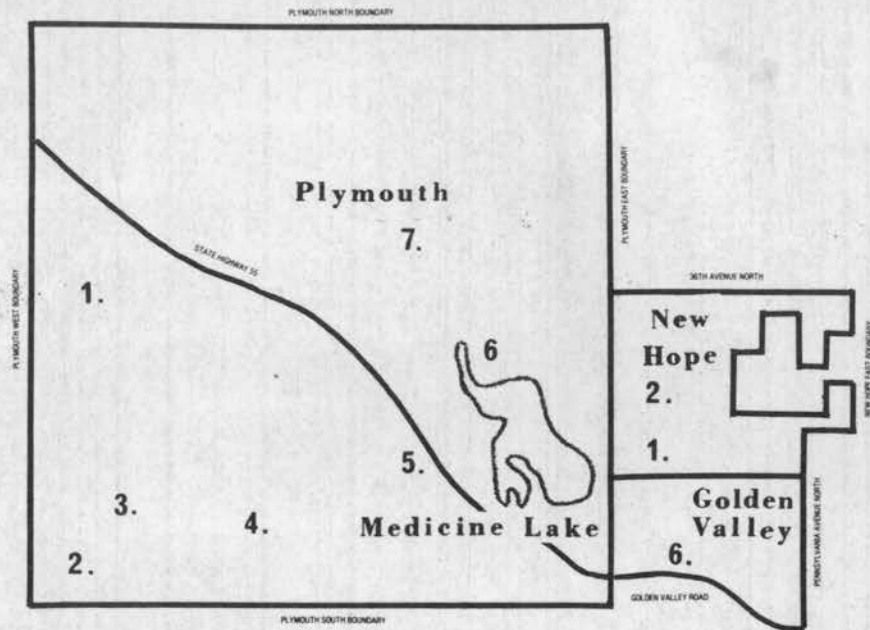 PLYMOUTH NORTH BOUNDARY
PLYMOUTH WEST BOUNDARY
STATE HIGHWAY 55
Plymouth
7.
1.
6
5.
3.
4.
2.
Medicine Lake
PLYMOUTH SOUTH BOUNDARY
PLYMOUTH EAST BOUNDARY
36TH AVENUE NORTH
New
Hope
2.
1.
NEW HOPE EAST BOUNDARY
Golden
Valley
6.
GOLDEN VALLEY ROAD
PENNSYLVANIA AVENUE NORTH